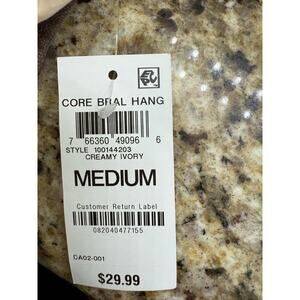 CORE BRAL HANG
7 66360 49096 6
STYLE 100144203
CREAMY IVORY
MEDIUM
Customer Return Label
082040477155
DA02-001
$29.99